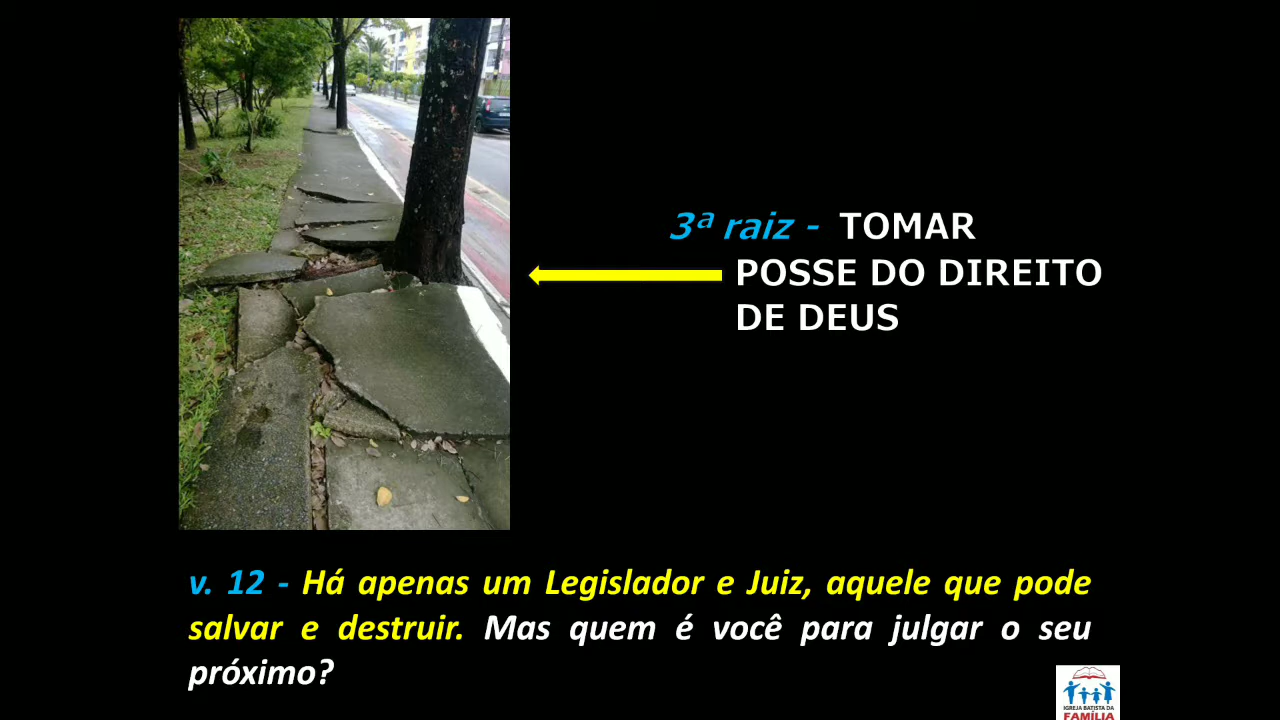 3ª raiz - TOMAR
POSSE DO DIREITO
DE DEUS
v. 12 - Há apenas um Legislador e Juiz, aquele que pode
salvar e destruir. Mas quem é você para julgar o seu
próximo?
IGREJA BATISTA DA
FAMÍLIA